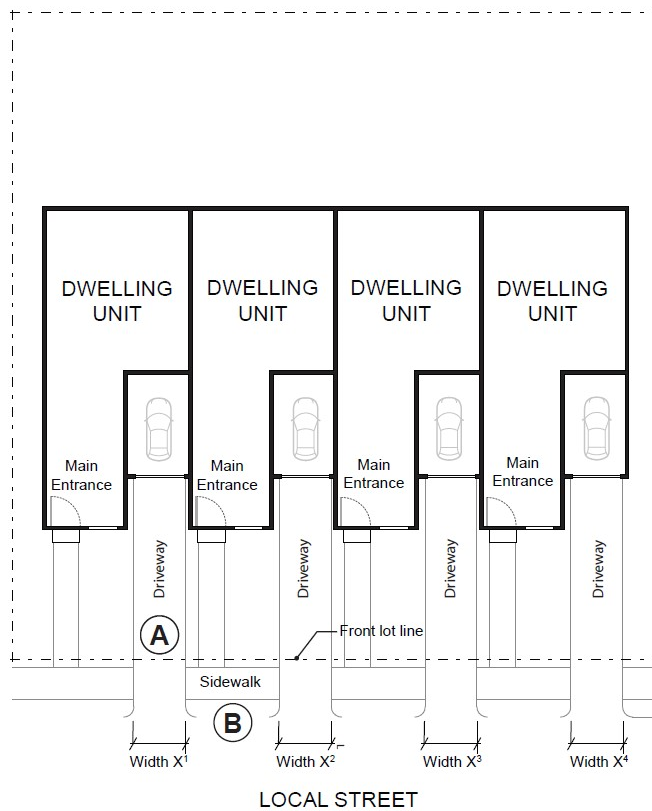 DWELLING
UNIT
DWELLING
UNIT
DWELLING
UNIT
DWELLING
UNIT
Main
Entrance
Main
Entrance
Main
Entrance
Main
Entrance
Driveway
Driveway
Driveway
Driveway
A
Front lot line
Sidewalk
B
Width X¹
Width X²
Width X³
Width X⁴
LOCAL STREET